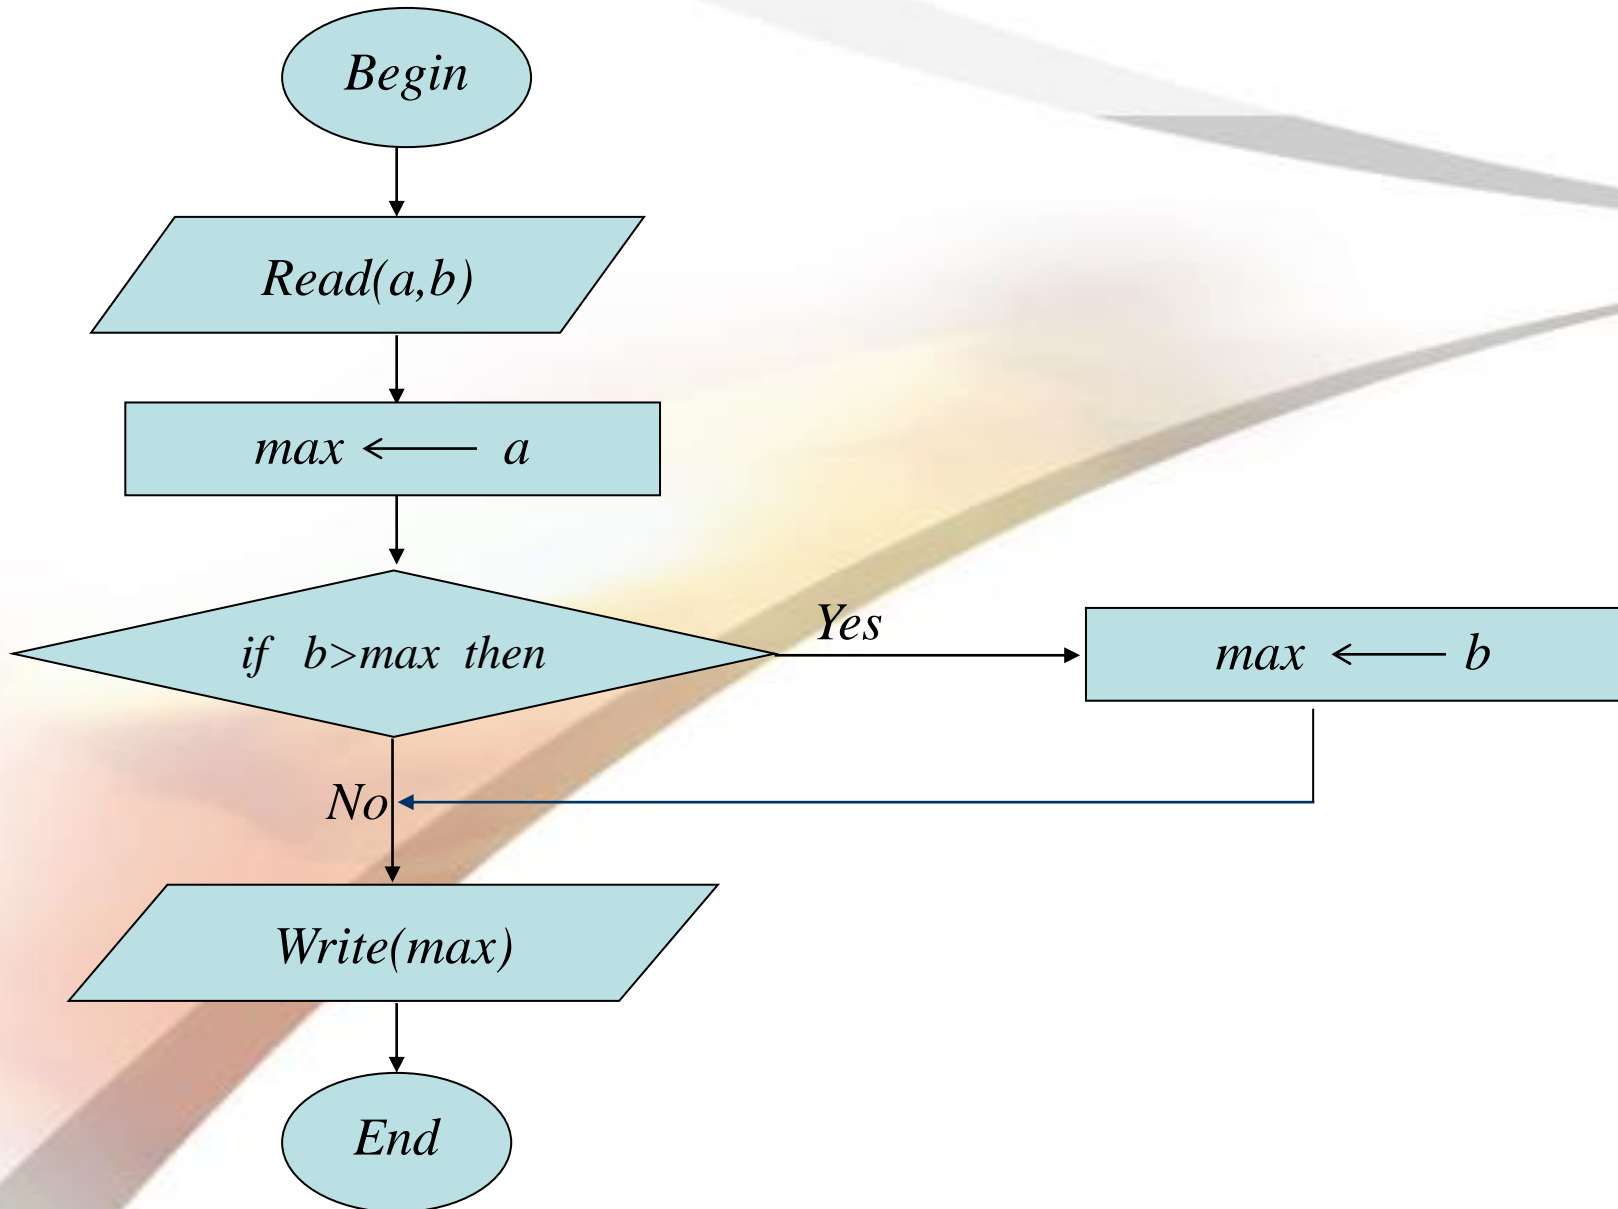 Begin
Read(a,b)
max ← a
if b>max then
Yes
max ← b
No
Write(max)
End